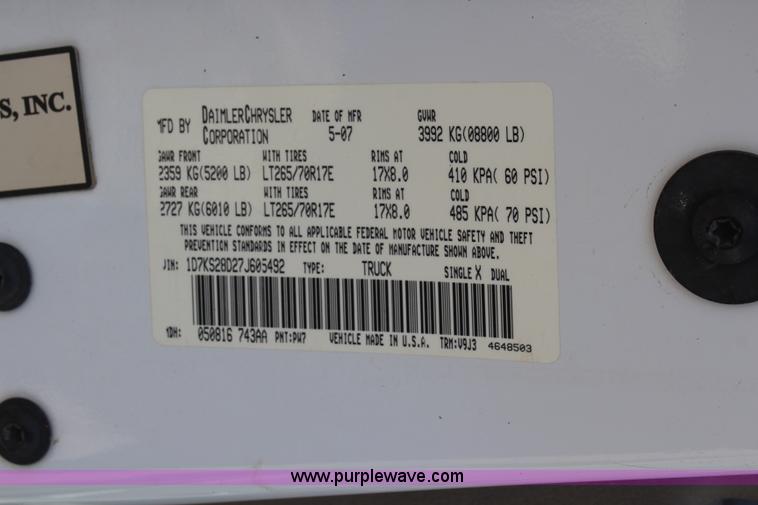 S, INC.
MFD BY DAIMLERCHRYSLER CORPORATION DATE OF MFR 5-07 GVWR 3992 KG(08800 LB)
GAWR FRONT WITH TIRES RIMS AT COLD
2359 KG(5200 LB) LT265/70R17E 17X8.0 410 KPA( 60 PSI)
GAWR REAR WITH TIRES RIMS AT COLD
2727 KG(6010 LB) LT265/70R17E 17X8.0 485 KPA( 70 PSI)
THIS VEHICLE CONFORMS TO ALL APPLICABLE FEDERAL MOTOR VEHICLE SAFETY AND THEFT
PREVENTION STANDARDS IN EFFECT ON THE DATE OF MANUFACTURE SHOWN ABOVE.
VIN: 1D7KS28D27J605492 TYPE: TRUCK SINGLE X DUAL
MDH: 050816 743AA PNT:PW7 VEHICLE MADE IN U.S.A. TRM:V9J3 4648503
www.purplewave.com